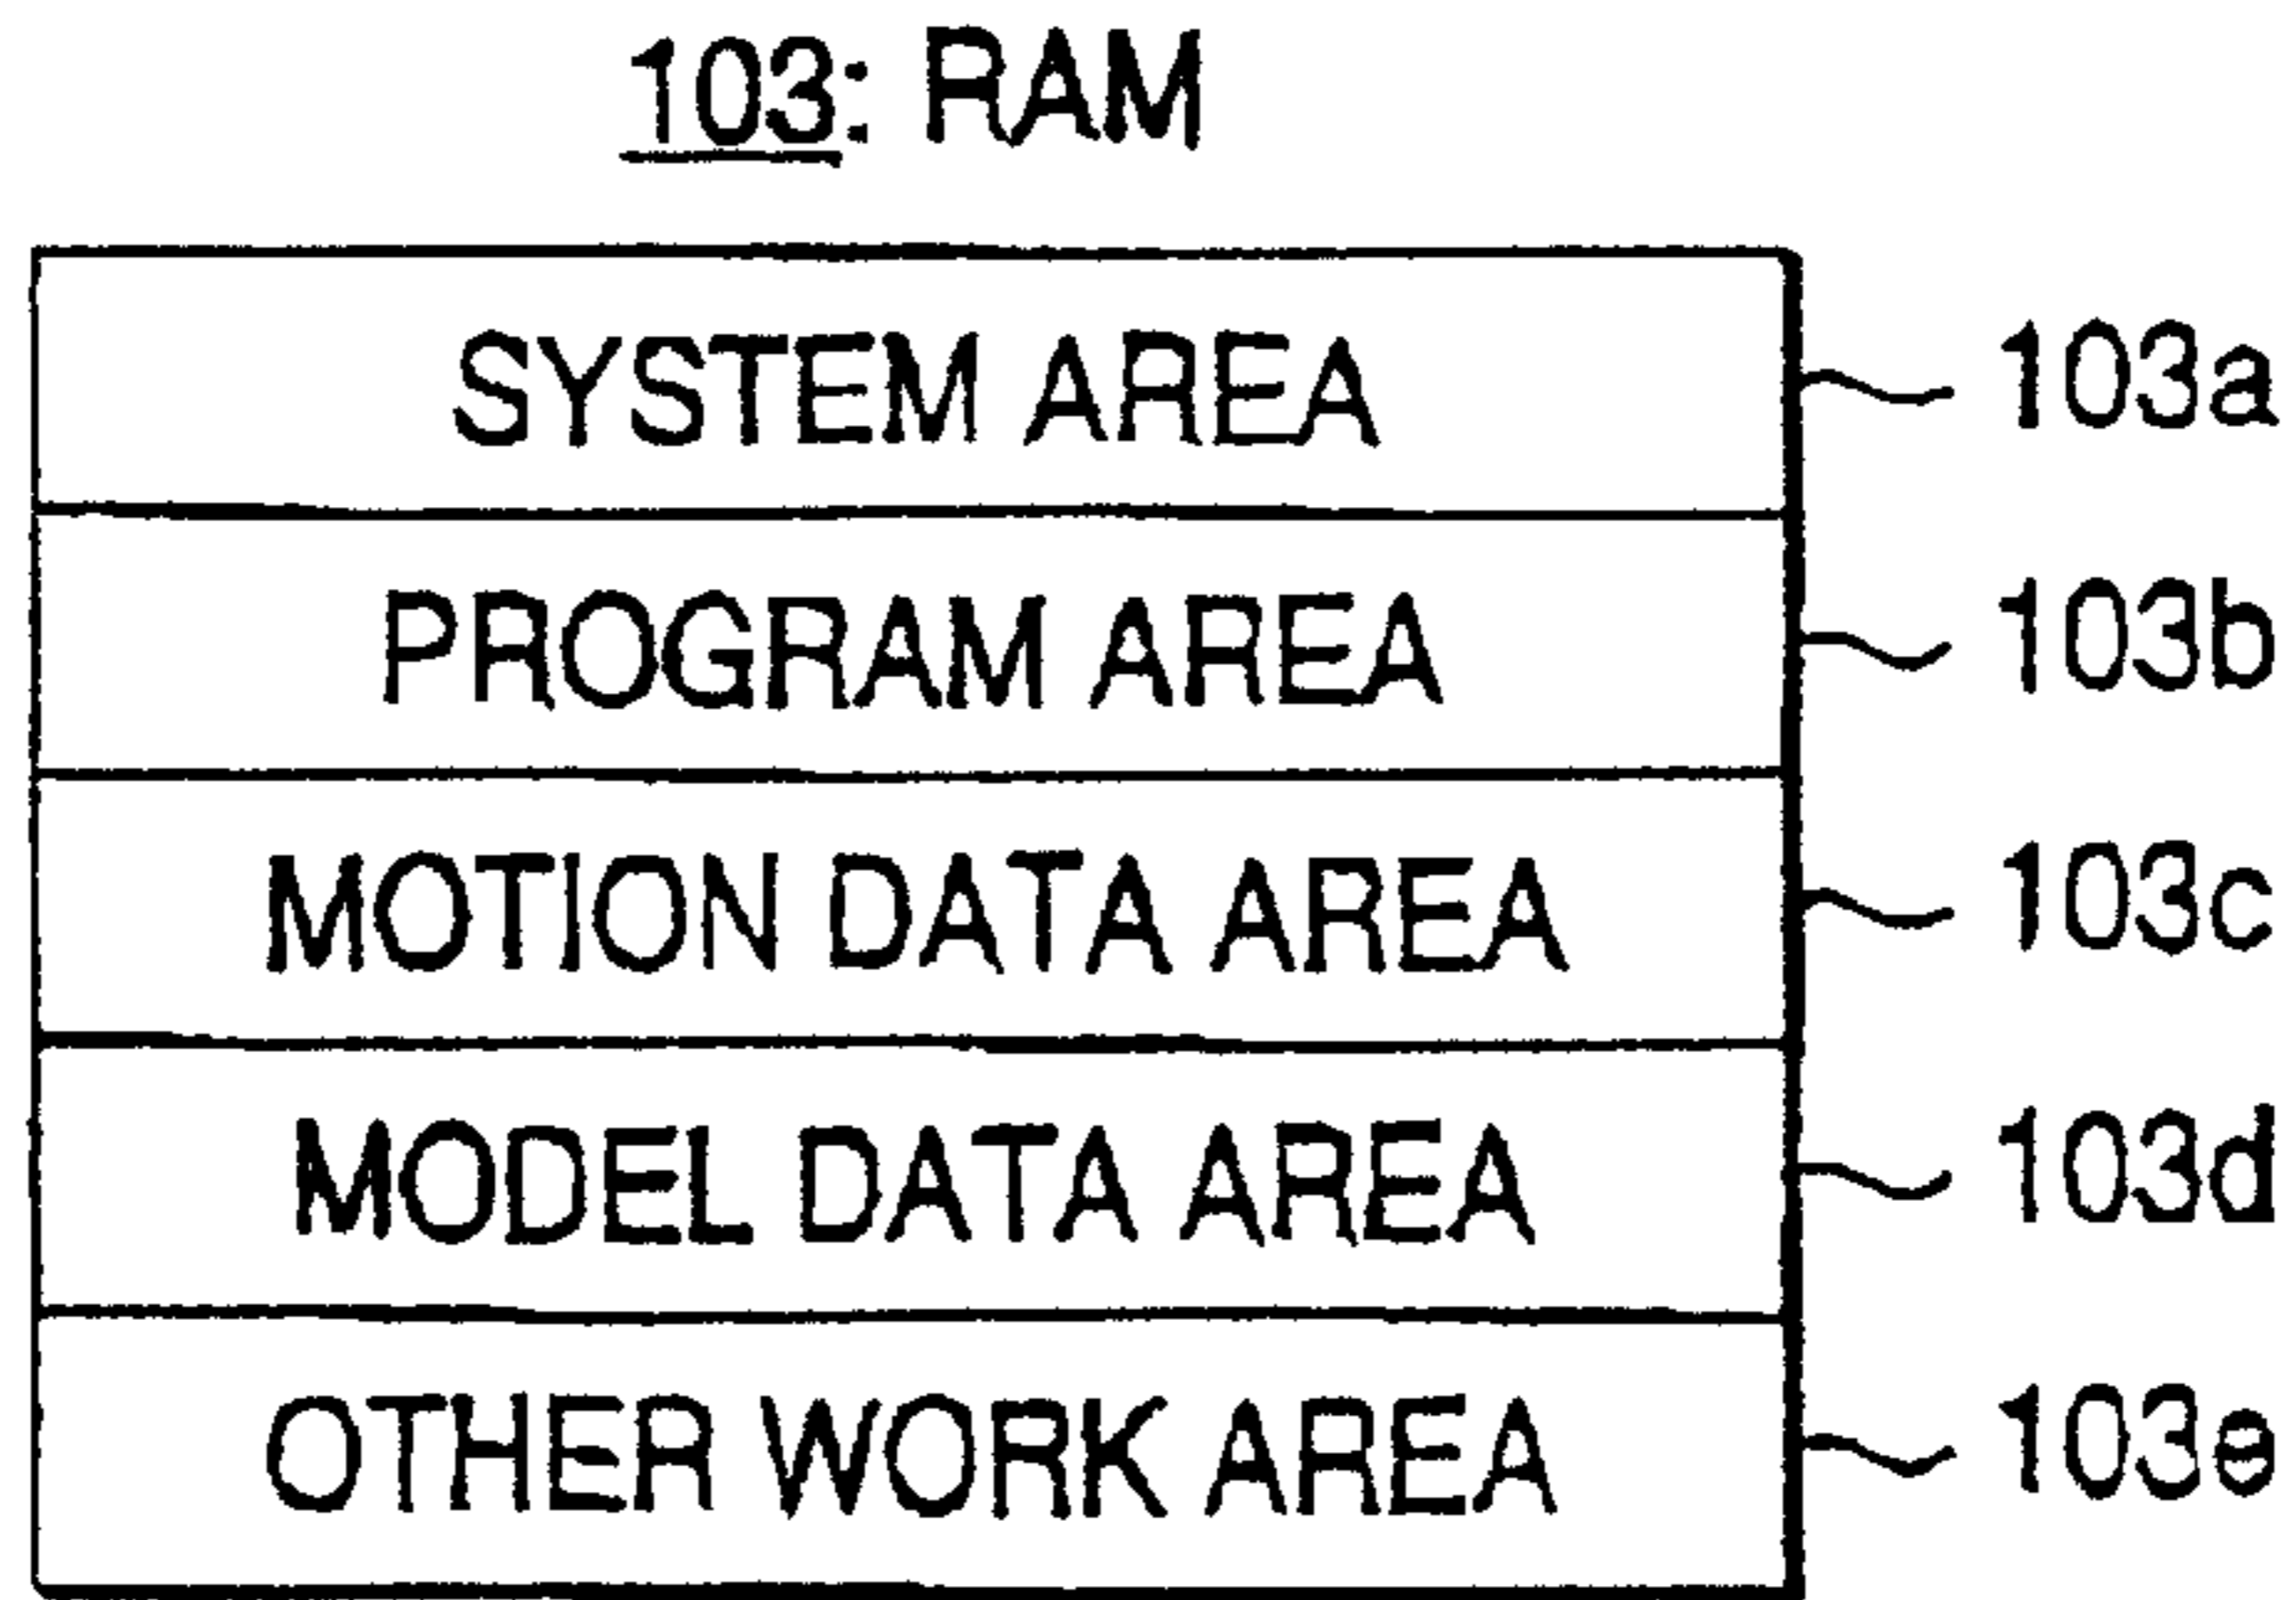 103: RAM
SYSTEM AREA 103a
PROGRAM AREA 103b
MOTION DATA AREA 103c
MODEL DATA AREA 103d
OTHER WORK AREA 103e